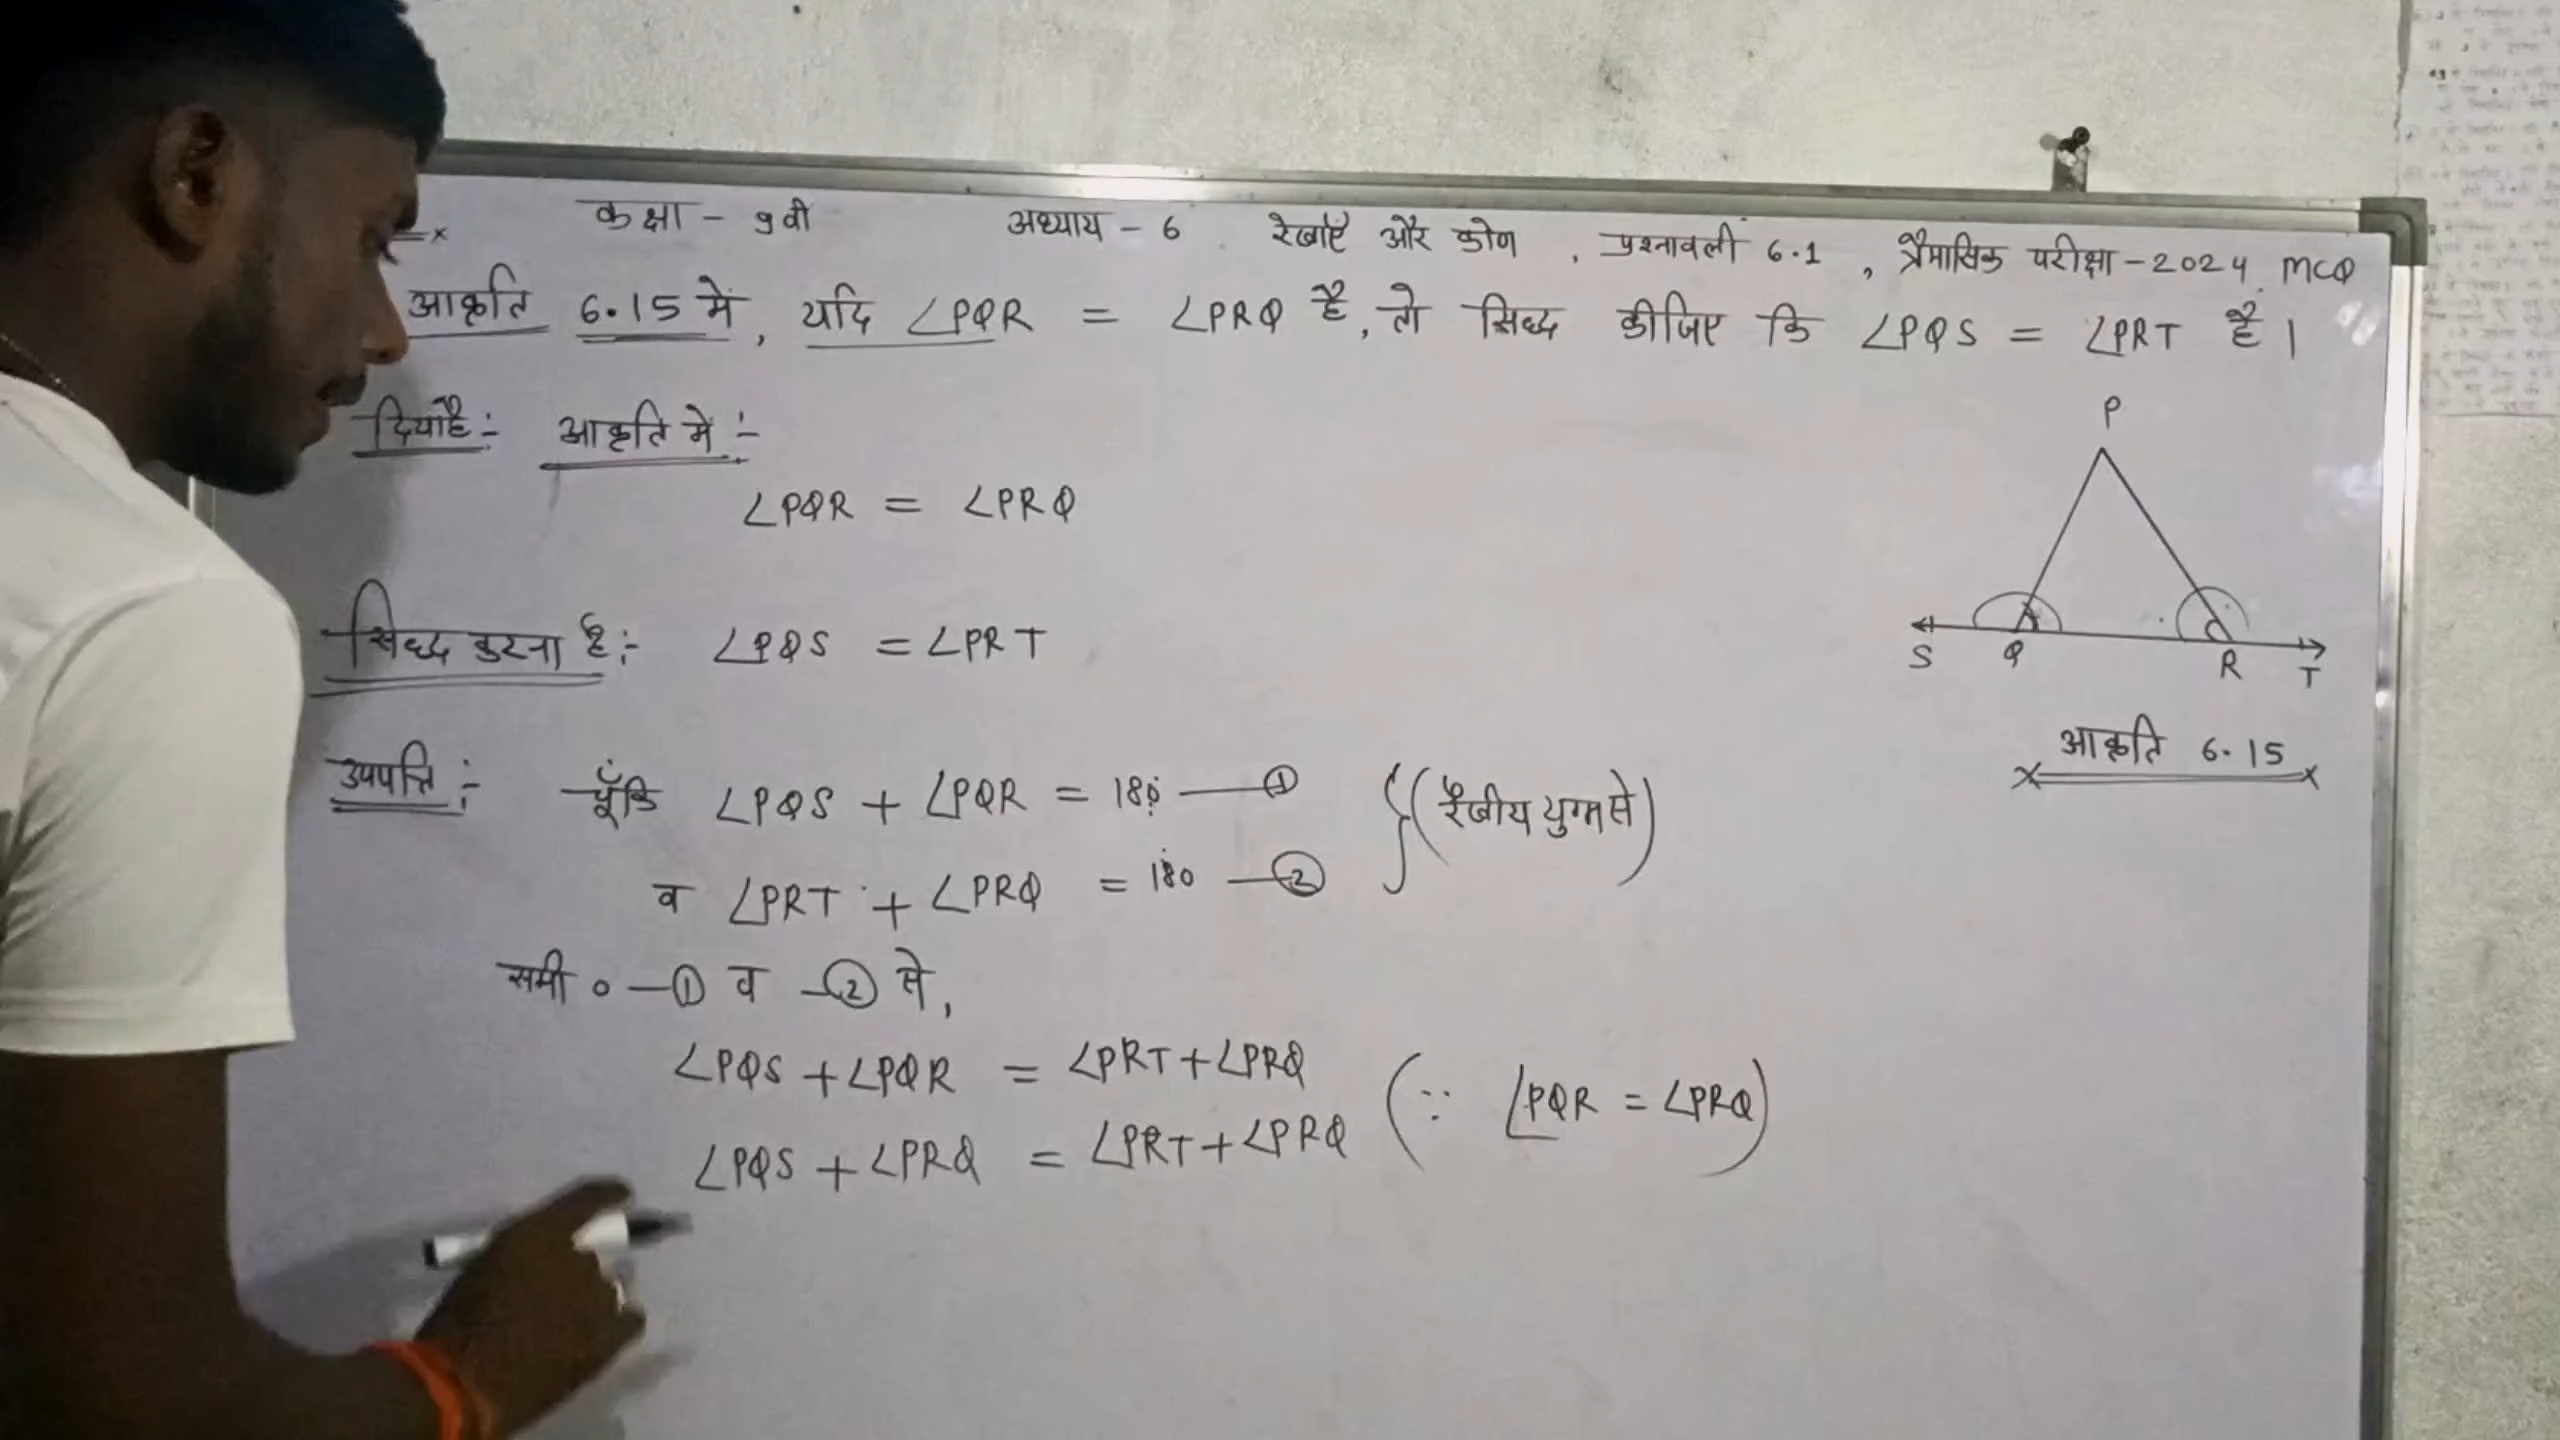 कक्षा - 9वी अध्याय - 6 रेखाएँ और कोण , प्रश्नावली 6.1 , त्रैमासिक परीक्षा - 2024 MCQ
आकृति 6.15 में, यदि ∠PQR = ∠PRQ है, तो सिध्द कीजिए कि ∠PQS = ∠PRT है।
दिया है :- आकृति में :-
∠PQR = ∠PRQ
सिध्द करना है :- ∠PQS = ∠PRT
P
S Q R T
आकृति 6.15
उपपत्ति :- चूँकि ∠PQS + ∠PQR = 180° — ① } (रैखीय युग्म से)
व ∠PRT + ∠PRQ = 180 — ②
समी० — ① व — ② से,
∠PQS + ∠PQR = ∠PRT + ∠PRQ
∠PQS + ∠PRQ = ∠PRT + ∠PRQ (∵ ∠PQR = ∠PRQ)